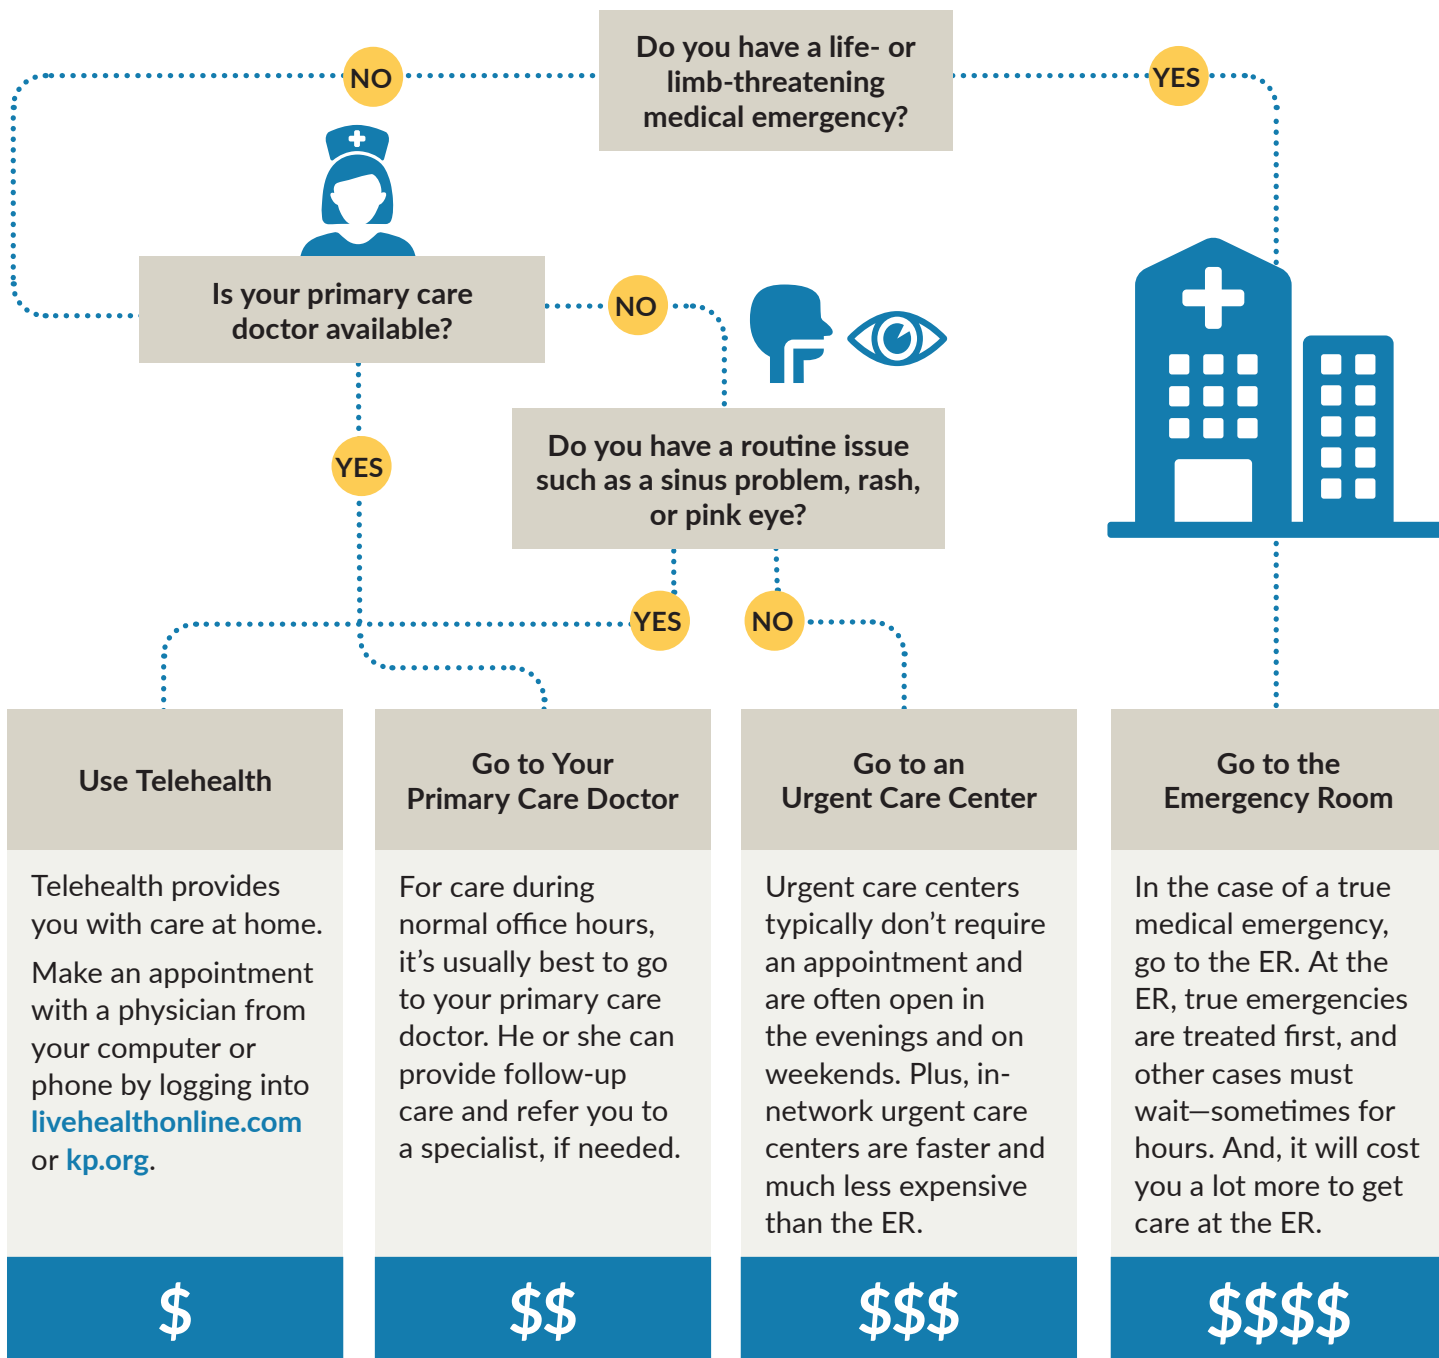 Do you have a life- or
limb-threatening
medical emergency?
NO
YES
Is your primary care
doctor available?
NO
YES
Do you have a routine issue
such as a sinus problem, rash,
or pink eye?
YES
NO
Use Telehealth
Telehealth provides
you with care at home.
Make an appointment
with a physician from
your computer or
phone by logging into
livehealthonline.com
or kp.org.
$
Go to Your
Primary Care Doctor
For care during
normal office hours,
it’s usually best to go
to your primary care
doctor. He or she can
provide follow-up
care and refer you to
a specialist, if needed.
$$
Go to an
Urgent Care Center
Urgent care centers
typically don’t require
an appointment and
are often open in
the evenings and on
weekends. Plus, in-
network urgent care
centers are faster and
much less expensive
than the ER.
$$$
Go to the
Emergency Room
In the case of a true
medical emergency,
go to the ER. At the
ER, true emergencies
are treated first, and
other cases must
wait—sometimes for
hours. And, it will cost
you a lot more to get
care at the ER.
$$$$